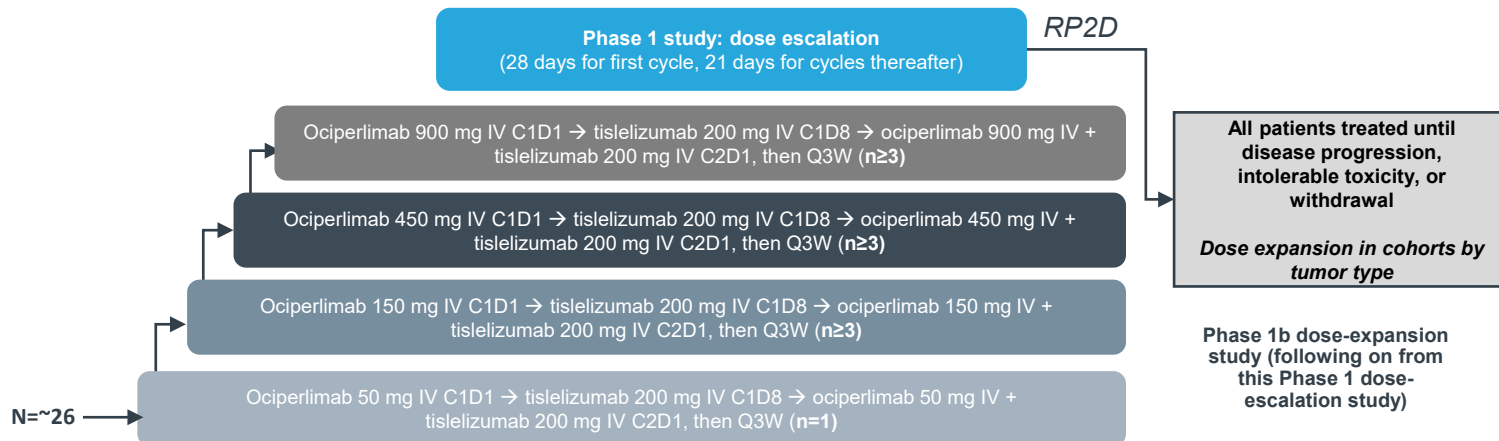 Phase 1 study: dose escalation
(28 days for first cycle, 21 days for cycles thereafter)
RP2D
Ociperlimab 900 mg IV C1D1 → tislelizumab 200 mg IV C1D8 → ociperlimab 900 mg IV +
tislelizumab 200 mg IV C2D1, then Q3W (n≥3)
Ociperlimab 450 mg IV C1D1 → tislelizumab 200 mg IV C1D8 → ociperlimab 450 mg IV +
tislelizumab 200 mg IV C2D1, then Q3W (n≥3)
Ociperlimab 150 mg IV C1D1 → tislelizumab 200 mg IV C1D8 → ociperlimab 150 mg IV +
tislelizumab 200 mg IV C2D1, then Q3W (n≥3)
N=~26
Ociperlimab 50 mg IV C1D1 → tislelizumab 200 mg IV C1D8 → ociperlimab 50 mg IV +
tislelizumab 200 mg IV C2D1, then Q3W (n=1)
All patients treated until
disease progression,
intolerable toxicity, or
withdrawal
Dose expansion in cohorts by
tumor type
Phase 1b dose-expansion
study (following on from
this Phase 1 dose-
escalation study)